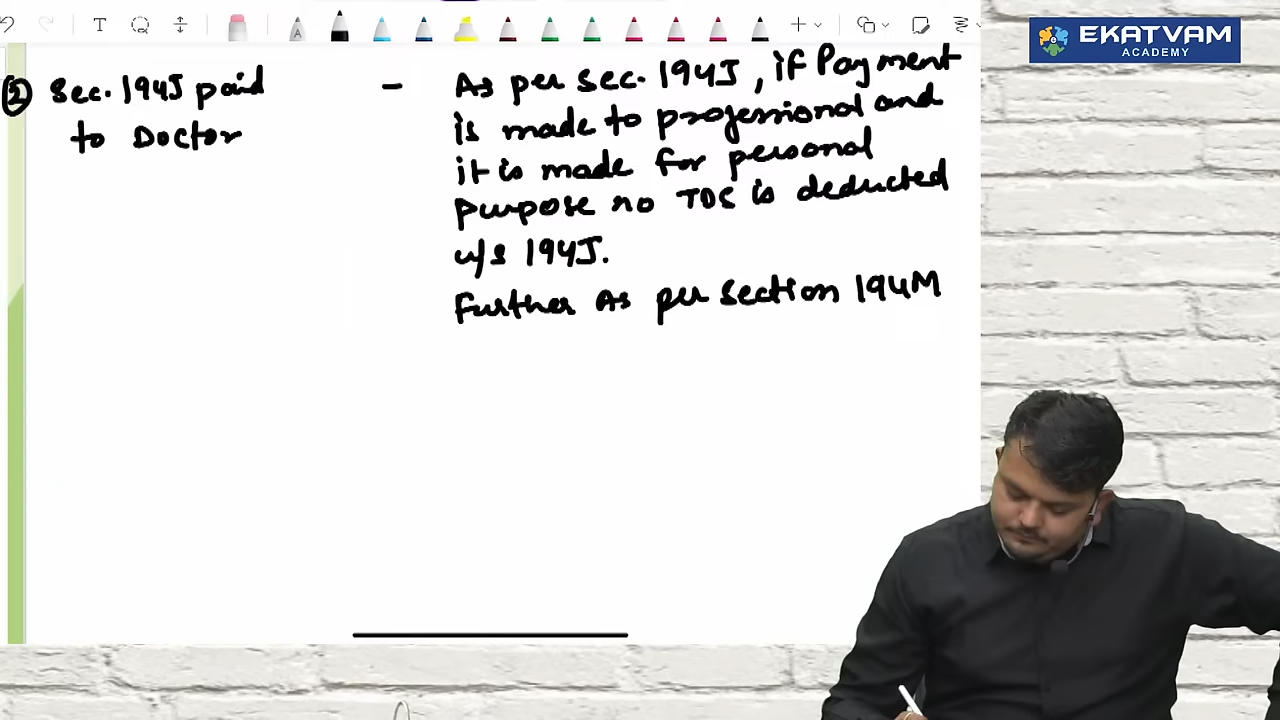 EKATVAM
ACADEMY
T
A
② Sec. 194J paid
to Doctor
- As per sec. 194J, if Payment
is made to professional and
it is made for personal
purpose no TDS is deducted
u/s 194J.
Further As per section 194M